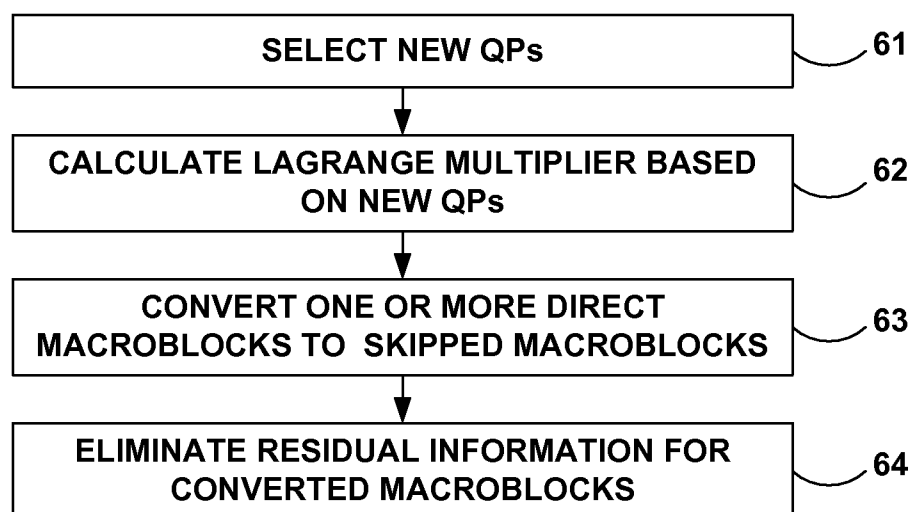 SELECT NEW QPs
61
CALCULATE LAGRANGE MULTIPLIER BASED
ON NEW QPs
62
CONVERT ONE OR MORE DIRECT
MACROBLOCKS TO SKIPPED MACROBLOCKS
63
ELIMINATE RESIDUAL INFORMATION FOR
CONVERTED MACROBLOCKS
64